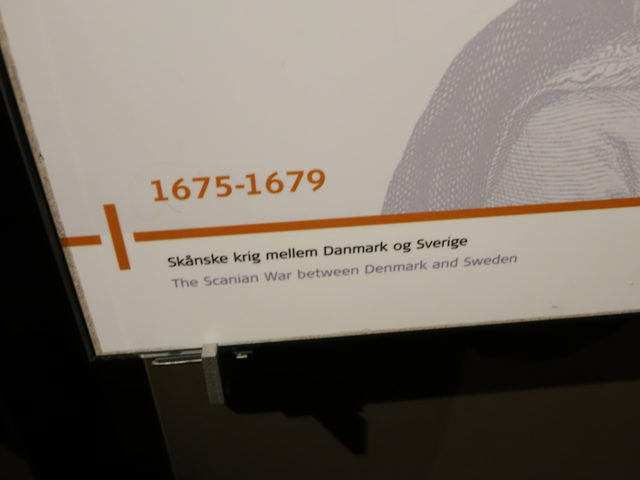 1675-1679
Skånske krig mellem Danmark og Sverige
The Scanian War between Denmark and Sweden